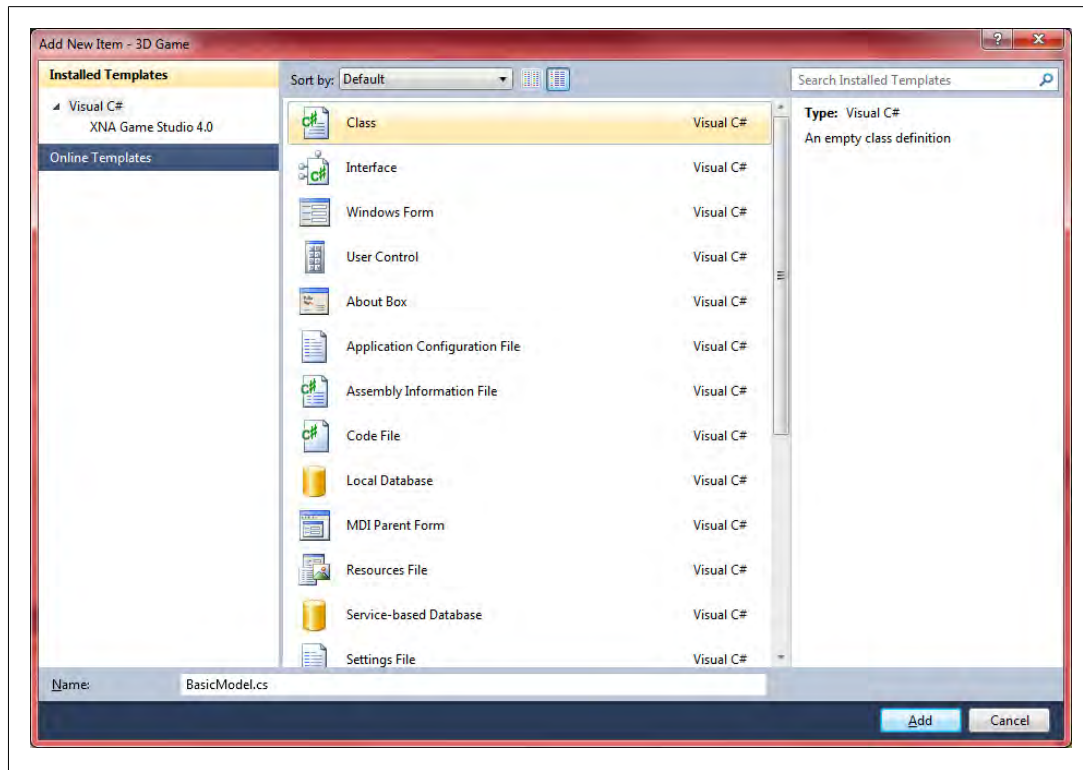 Add New Item - 3D Game
Installed Templates
Visual C#
XNA Game Studio 4.0
Online Templates
Sort by: Default
Search Installed Templates
Class Visual C#
Interface Visual C#
Windows Form Visual C#
User Control Visual C#
About Box Visual C#
Application Configuration File Visual C#
Assembly Information File Visual C#
Code File Visual C#
Local Database Visual C#
MDI Parent Form Visual C#
Resources File Visual C#
Service-based Database Visual C#
Settings File Visual C#
Type: Visual C#
An empty class definition
Name: BasicModel.cs
Add Cancel